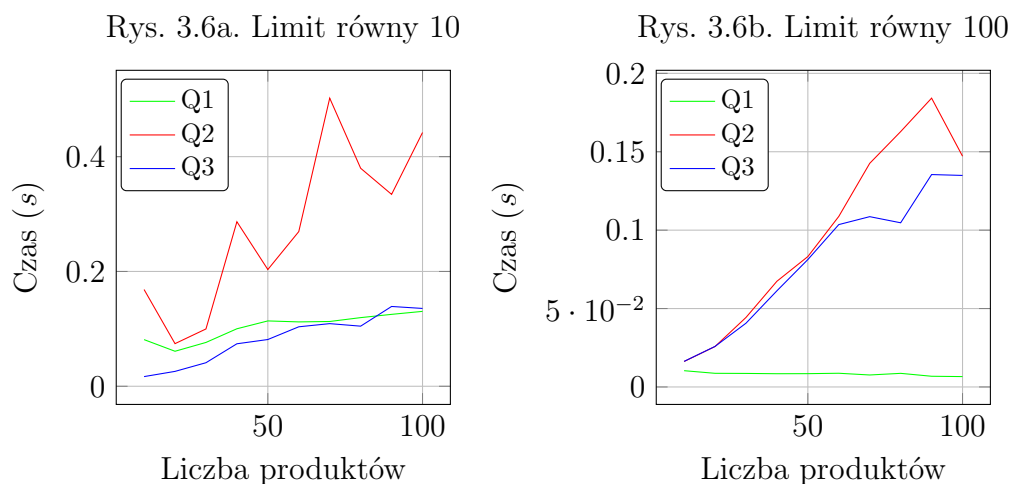 Rys. 3.6a. Limit równy 10
Q1
Q2
Q3
0.4
0.2
0
50
100
Czas (s)
Liczba produktów
Rys. 3.6b. Limit równy 100
Q1
Q2
Q3
0.2
0.15
0.1
5 · 10⁻²
0
50
100
Czas (s)
Liczba produktów